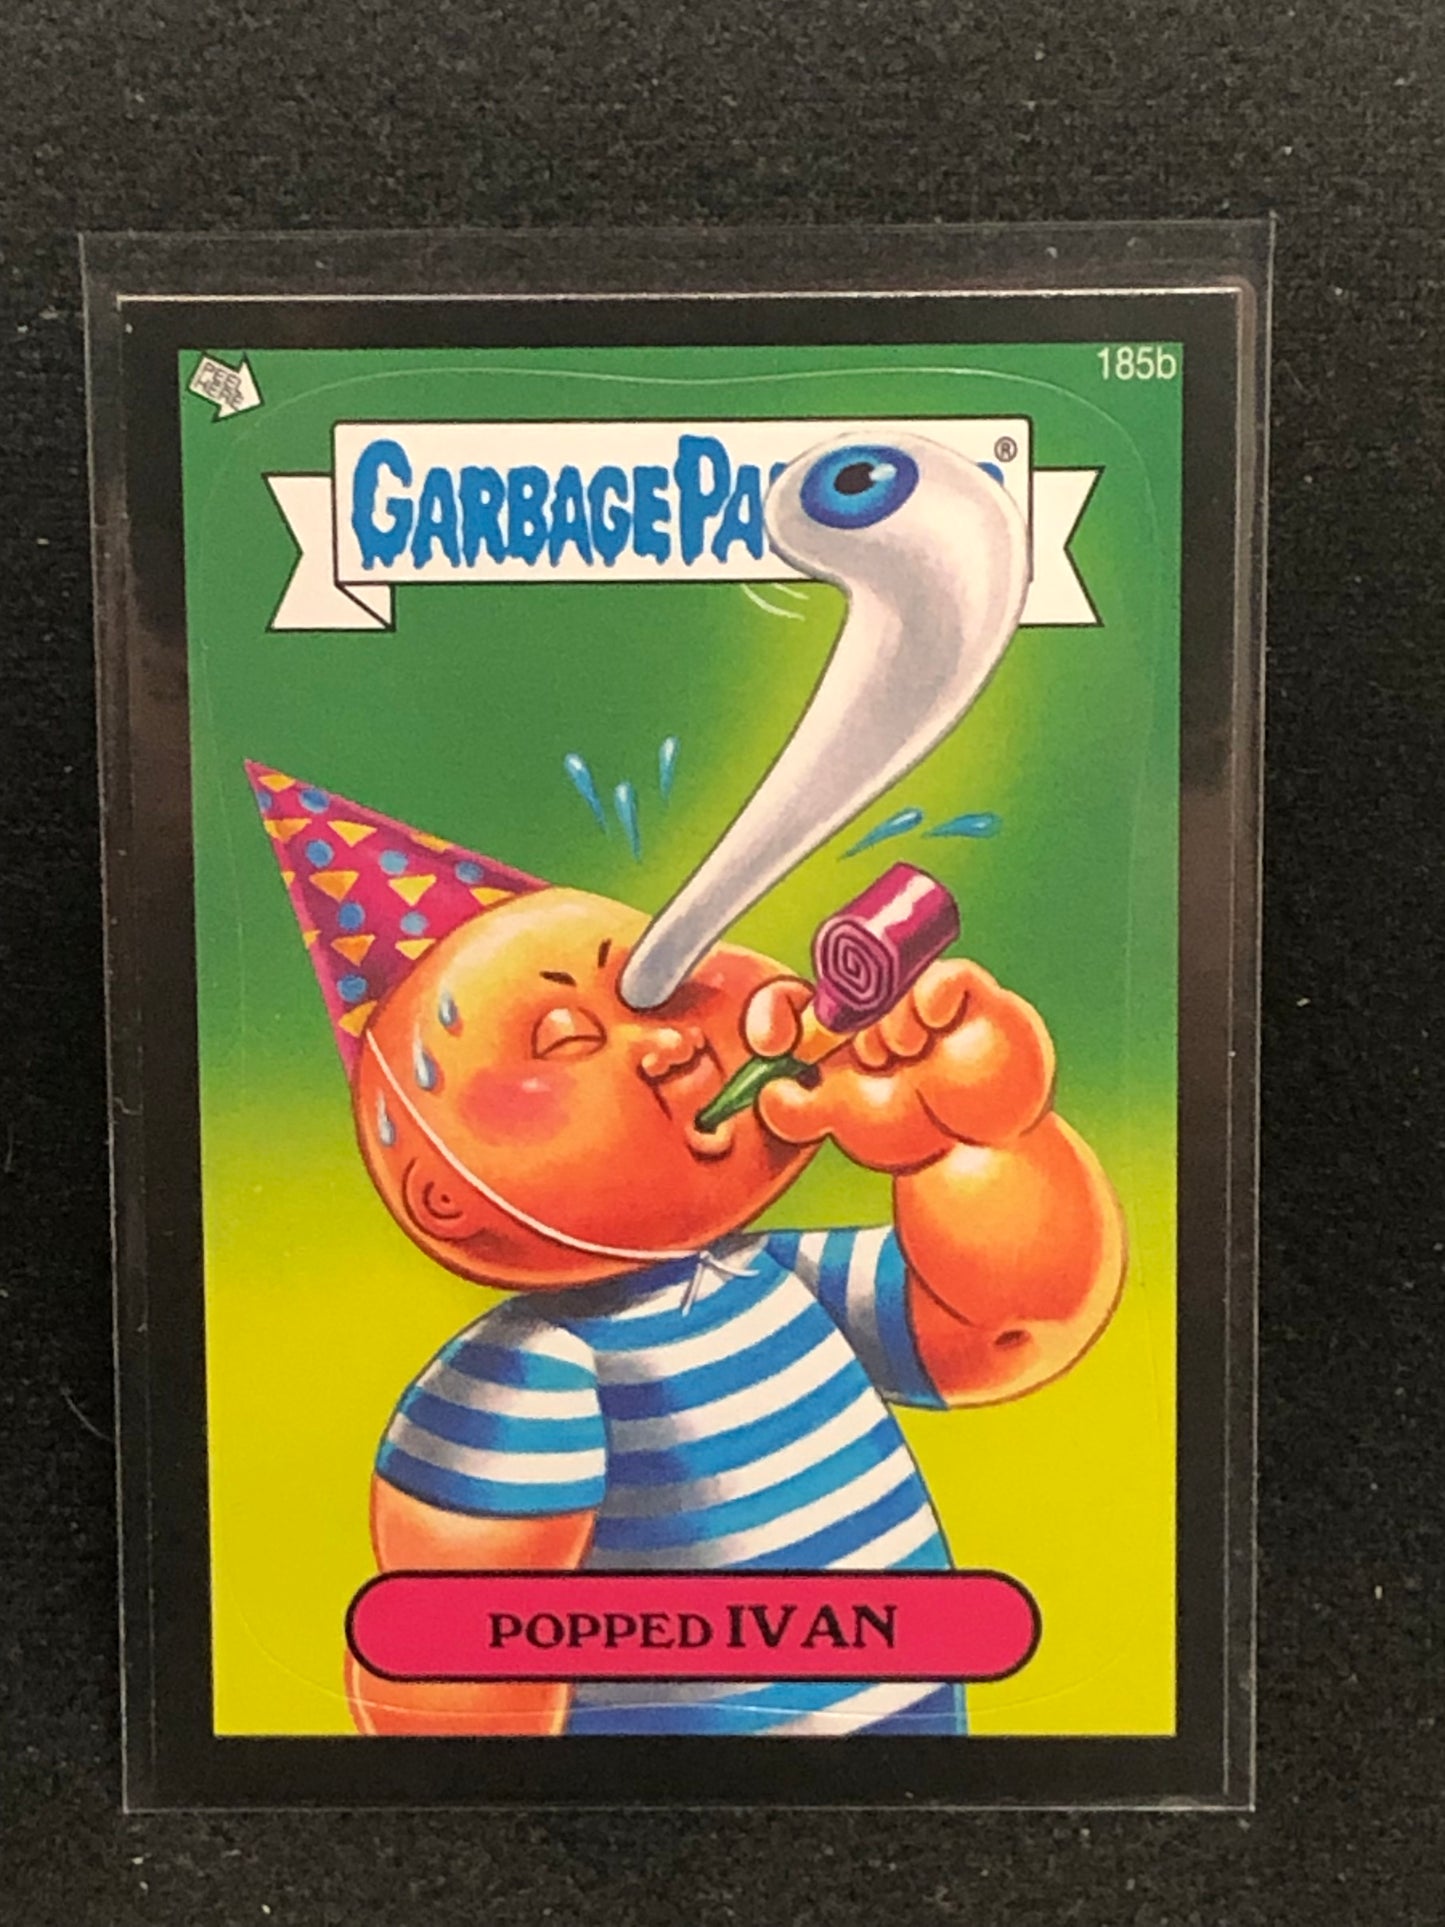 PEEL
HERE
185b
GARBAGE PA
®
POPPED IVAN